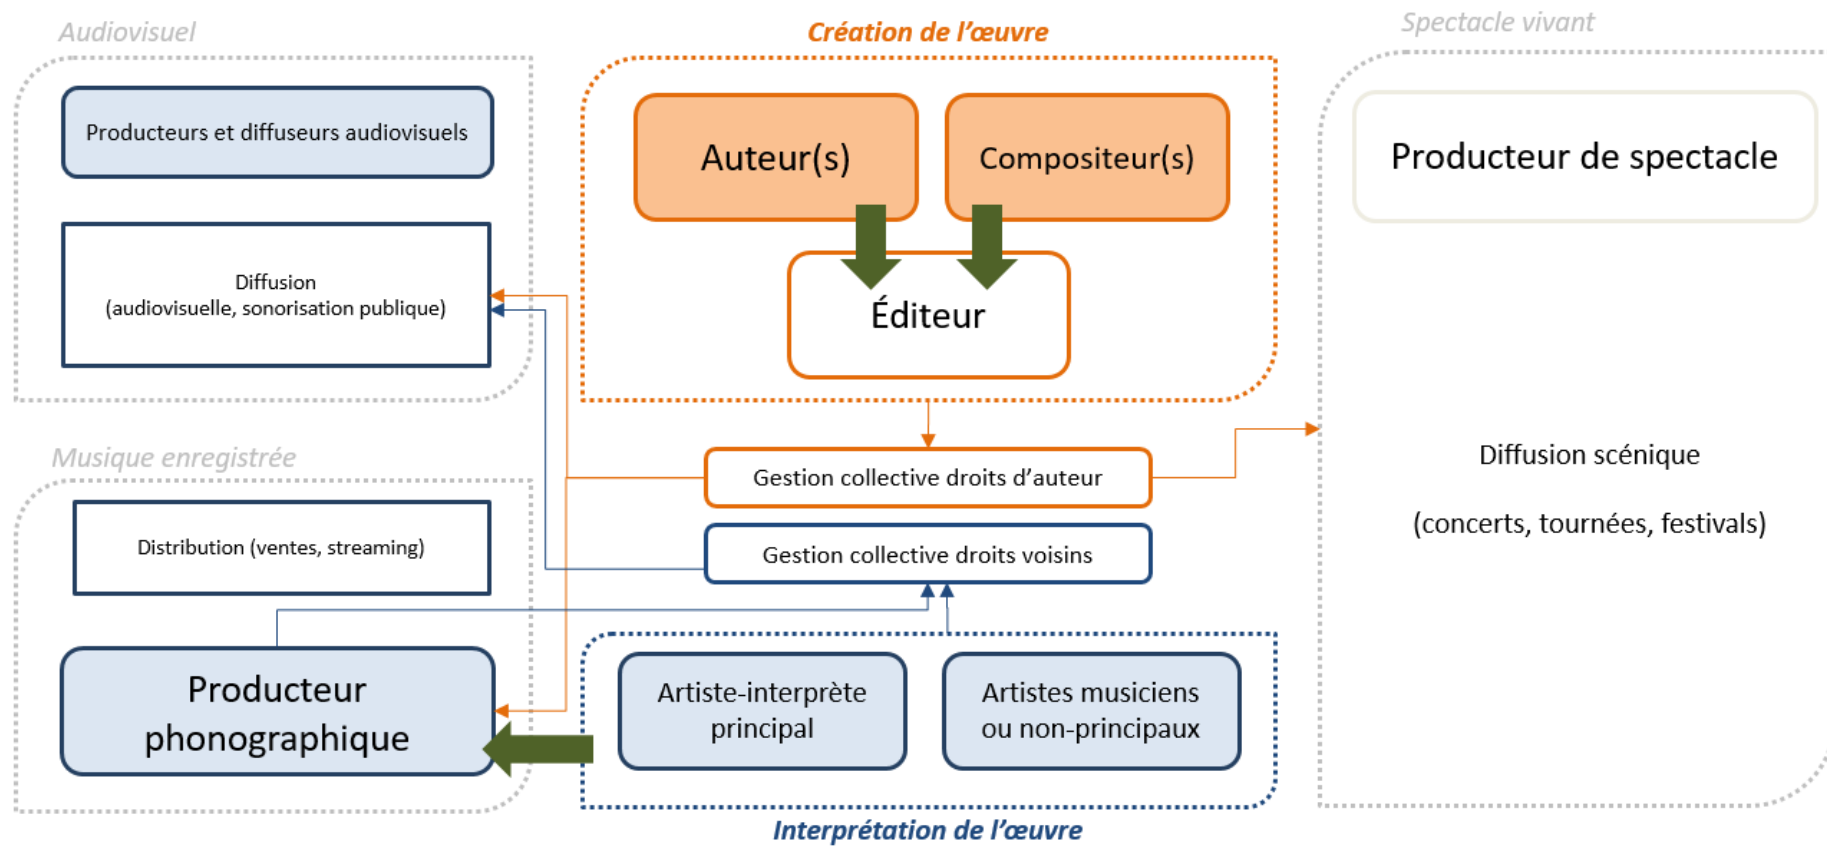 Audiovisuel
Producteurs et diffuseurs audiovisuels
Diffusion
(audiovisuelle, sonorisation publique)
Musique enregistrée
Distribution (ventes, streaming)
Producteur
phonographique
Création de l’œuvre
Auteur(s)
Compositeur(s)
Éditeur
Gestion collective droits d’auteur
Gestion collective droits voisins
Artiste-interprète
principal
Artistes musiciens
ou non-principaux
Interprétation de l’œuvre
Spectacle vivant
Producteur de spectacle
Diffusion scénique
(concerts, tournées, festivals)